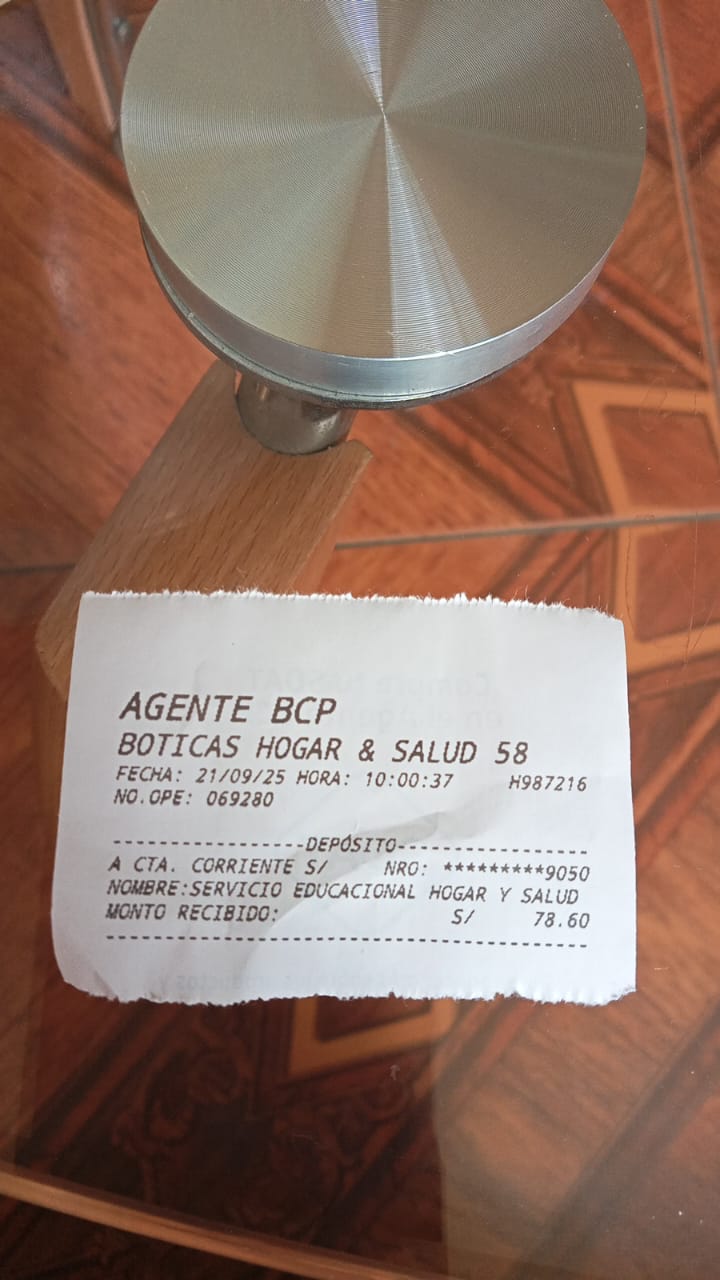 AGENTE BCP
BOTICAS HOGAR & SALUD 58
FECHA: 21/09/25 HORA: 10:00:37 H987216
NO.OPE: 069280
------------------DEPÓSITO------------------
A CTA. CORRIENTE S/ NRO: *********9050
NOMBRE:SERVICIO EDUCACIONAL HOGAR Y SALUD
MONTO RECIBIDO: S/ 78.60
---------------------------------------------